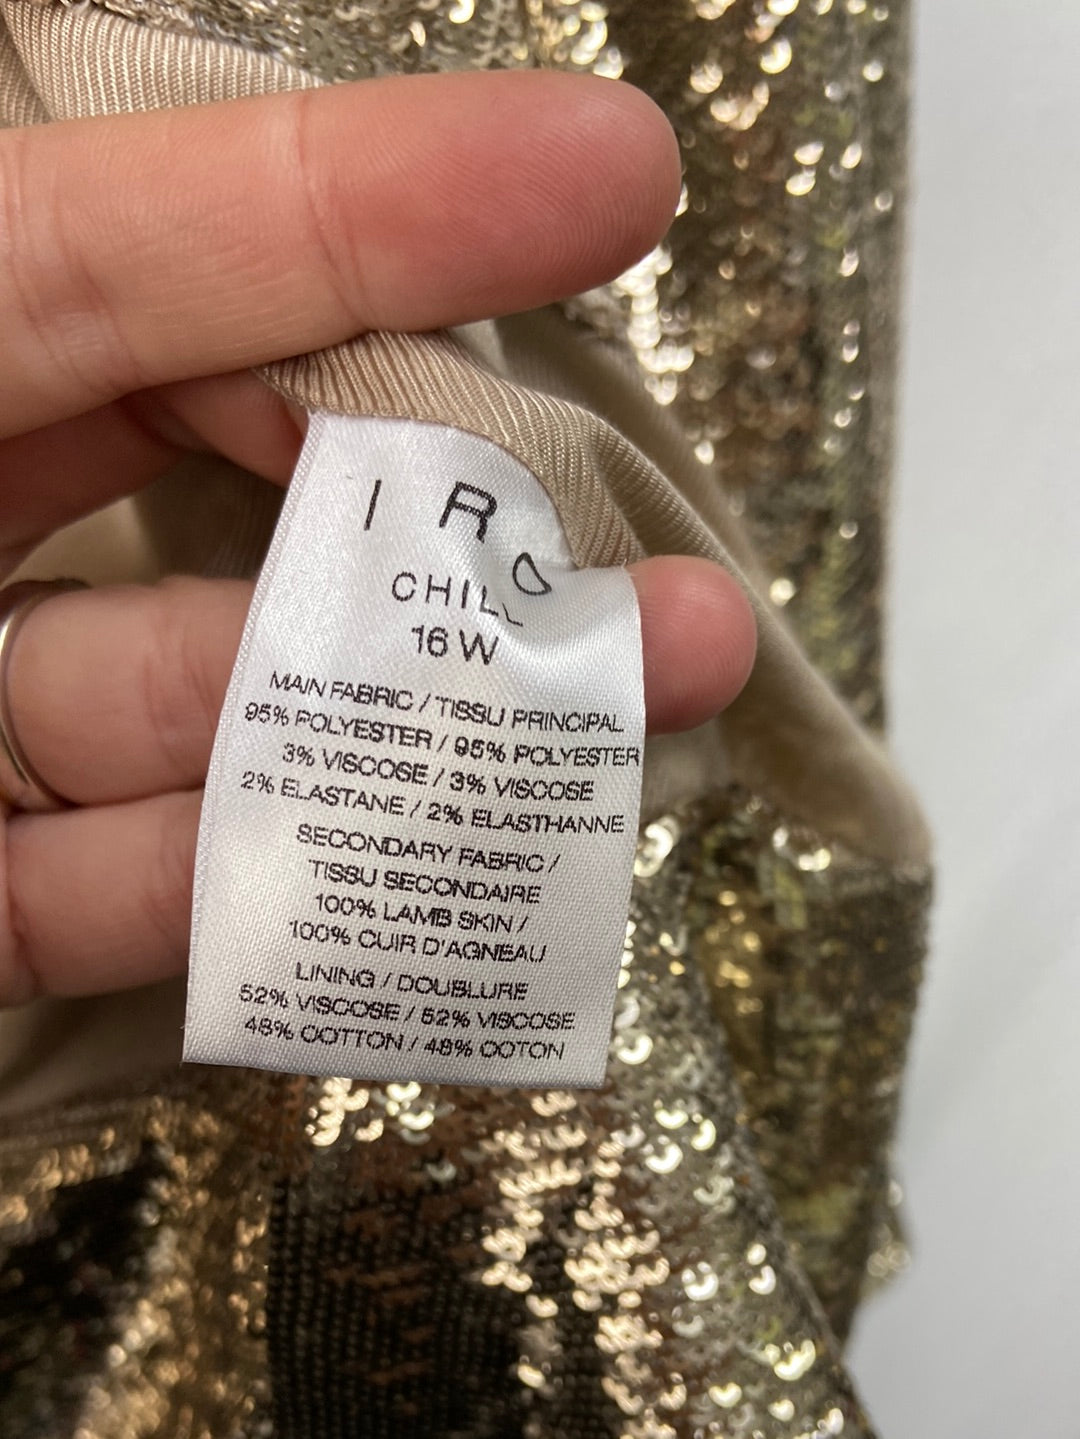 I R O
CHILL
16 W
MAIN FABRIC / TISSU PRINCIPAL
95% POLYESTER / 95% POLYESTER
3% VISCOSE / 3% VISCOSE
2% ELASTANE / 2% ELASTHANNE
SECONDARY FABRIC /
TISSU SECONDAIRE
100% LAMB SKIN /
100% CUIR D'AGNEAU
LINING / DOUBLURE
52% VISCOSE / 52% VISCOSE
48% COTTON / 48% COTON